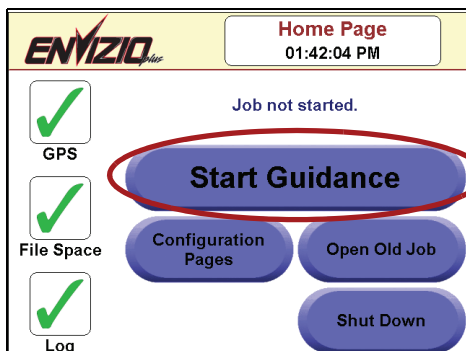 ENVIZIO plus
Home Page
01:42:04 PM
Job not started.
GPS
Start Guidance
File Space
Configuration
Pages
Open Old Job
Shut Down
Log